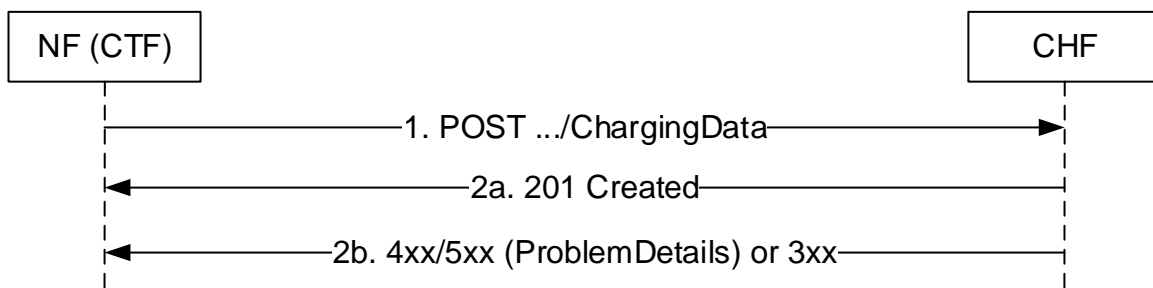 NF (CTF)
CHF
1. POST .../ChargingData
2a. 201 Created
2b. 4xx/5xx (ProblemDetails) or 3xx